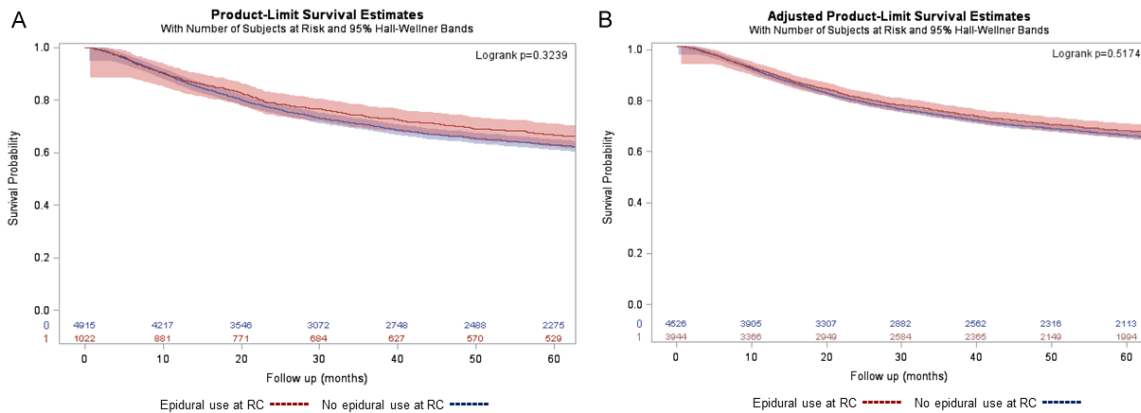 A
Product-Limit Survival Estimates
With Number of Subjects at Risk and 95% Hall-Wellner Bands
Logrank p=0.3239
1.0
0.8
0.6
0.4
0.2
0.0
Survival Probability
0 4915 4217 3546 3072 2748 2488 2275
1 1022 881 771 684 627 570 529
0 10 20 30 40 50 60
Follow up (months)
Epidural use at RC No epidural use at RC
B
Adjusted Product-Limit Survival Estimates
With Number of Subjects at Risk and 95% Hall-Wellner Bands
Logrank p=0.5174
1.0
0.8
0.6
0.4
0.2
0.0
Survival Probability
0 4526 3905 3307 2882 2562 2316 2113
1 3944 3366 2949 2584 2365 2149 1994
0 10 20 30 40 50 60
Follow up (months)
Epidural use at RC No epidural use at RC